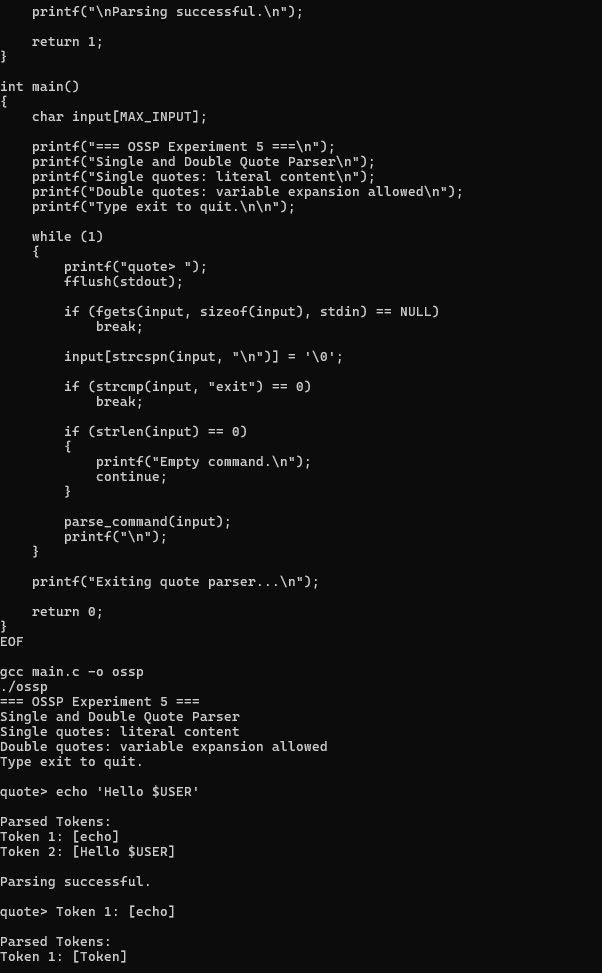 printf("\nParsing successful.\n");

    return 1;
}

int main()
{
    char input[MAX_INPUT];

    printf("=== OSSP Experiment 5 ===\n");
    printf("Single and Double Quote Parser\n");
    printf("Single quotes: literal content\n");
    printf("Double quotes: variable expansion allowed\n");
    printf("Type exit to quit.\n\n");

    while (1)
    {
        printf("quote> ");
        fflush(stdout);

        if (fgets(input, sizeof(input), stdin) == NULL)
            break;

        input[strcspn(input, "\n")] = '\0';

        if (strcmp(input, "exit") == 0)
            break;

        if (strlen(input) == 0)
        {
            printf("Empty command.\n");
            continue;
        }

        parse_command(input);
        printf("\n");
    }

    printf("Exiting quote parser...\n");

    return 0;
}
EOF

gcc main.c -o ossp
./ossp
=== OSSP Experiment 5 ===
Single and Double Quote Parser
Single quotes: literal content
Double quotes: variable expansion allowed
Type exit to quit.

quote> echo 'Hello $USER'

Parsed Tokens:
Token 1: [echo]
Token 2: [Hello $USER]

Parsing successful.

quote> Token 1: [echo]

Parsed Tokens:
Token 1: [Token]